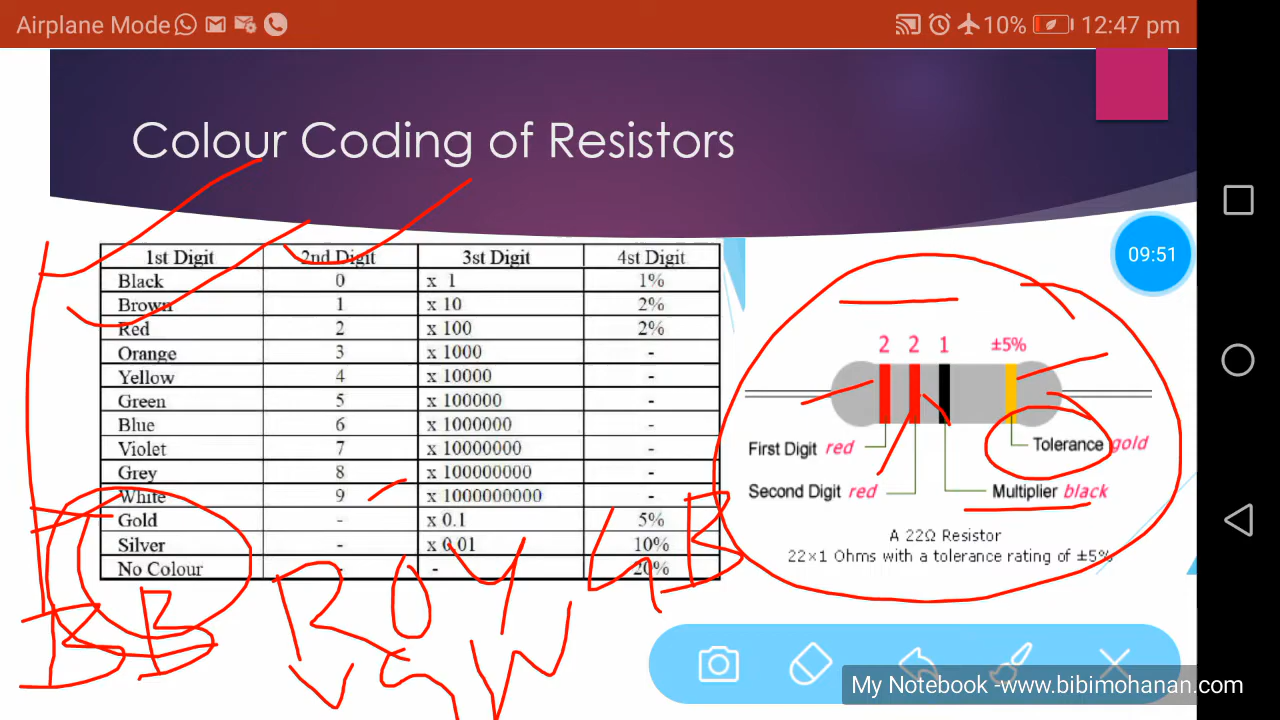 Airplane Mode 10% 12:47 pm
Colour Coding of Resistors
09:51
1st Digit 2nd Digit 3st Digit 4st Digit
Black 0 x 1 1%
Brown 1 x 10 2%
Red 2 x 100 2%
Orange 3 x 1000 -
Yellow 4 x 10000 -
Green 5 x 100000 -
Blue 6 x 1000000 -
Violet 7 x 10000000 -
Grey 8 x 100000000 -
White 9 x 1000000000 -
Gold - x 0.1 5%
Silver - x 0.01 10%
No Colour - - 20%
2 2 1 ±5%
First Digit red
Tolerance gold
Second Digit red
Multiplier black
A 22Ω Resistor
22×1 Ohms with a tolerance rating of ±5%
B B R O Y G B
V G W
My Notebook -www.bibimohanan.com